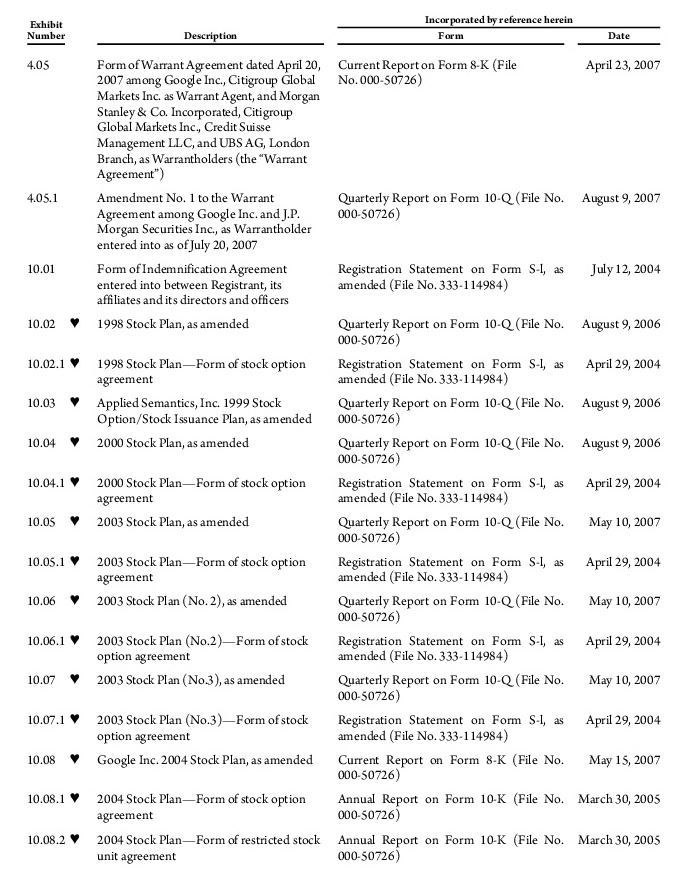 Exhibit Number Description Incorporated by reference herein
Form Date
4.05 Form of Warrant Agreement dated April 20, Current Report on Form 8-K (File April 23, 2007
2007 among Google Inc., Citigroup Global No. 000-50726)
Markets Inc. as Warrant Agent, and Morgan
Stanley & Co. Incorporated, Citigroup
Global Markets Inc., Credit Suisse
Management LLC, and UBS AG, London
Branch, as Warrantholders (the “Warrant
Agreement”)
4.05.1 Amendment No. 1 to the Warrant Quarterly Report on Form 10-Q (File No. August 9, 2007
Agreement among Google Inc. and J.P. 000-50726)
Morgan Securities Inc., as Warrantholder
entered into as of July 20, 2007
10.01 Form of Indemnification Agreement Registration Statement on Form S-l, as July 12, 2004
entered into between Registrant, its amended (File No. 333-114984)
affiliates and its directors and officers
10.02 ♥ 1998 Stock Plan, as amended Quarterly Report on Form 10-Q (File No. August 9, 2006
000-50726)
10.02.1 ♥ 1998 Stock Plan—Form of stock option Registration Statement on Form S-l, as April 29, 2004
agreement amended (File No. 333-114984)
10.03 ♥ Applied Semantics, Inc. 1999 Stock Quarterly Report on Form 10-Q (File No. August 9, 2006
Option/Stock Issuance Plan, as amended 000-50726)
10.04 ♥ 2000 Stock Plan, as amended Quarterly Report on Form 10-Q (File No. August 9, 2006
000-50726)
10.04.1 ♥ 2000 Stock Plan—Form of stock option Registration Statement on Form S-l, as April 29, 2004
agreement amended (File No. 333-114984)
10.05 ♥ 2003 Stock Plan, as amended Quarterly Report on Form 10-Q (File No. May 10, 2007
000-50726)
10.05.1 ♥ 2003 Stock Plan—Form of stock option Registration Statement on Form S-l, as April 29, 2004
agreement amended (File No. 333-114984)
10.06 ♥ 2003 Stock Plan (No. 2), as amended Quarterly Report on Form 10-Q (File No. May 10, 2007
000-50726)
10.06.1 ♥ 2003 Stock Plan (No.2)—Form of stock Registration Statement on Form S-l, as April 29, 2004
option agreement amended (File No. 333-114984)
10.07 ♥ 2003 Stock Plan (No.3), as amended Quarterly Report on Form 10-Q (File No. May 10, 2007
000-50726)
10.07.1 ♥ 2003 Stock Plan (No.3)—Form of stock Registration Statement on Form S-l, as April 29, 2004
option agreement amended (File No. 333-114984)
10.08 ♥ Google Inc. 2004 Stock Plan, as amended Current Report on Form 8-K (File No. May 15, 2007
000-50726)
10.08.1 ♥ 2004 Stock Plan—Form of stock option Annual Report on Form 10-K (File No. March 30, 2005
agreement 000-50726)
10.08.2 ♥ 2004 Stock Plan—Form of restricted stock Annual Report on Form 10-K (File No. March 30, 2005
unit agreement 000-50726)